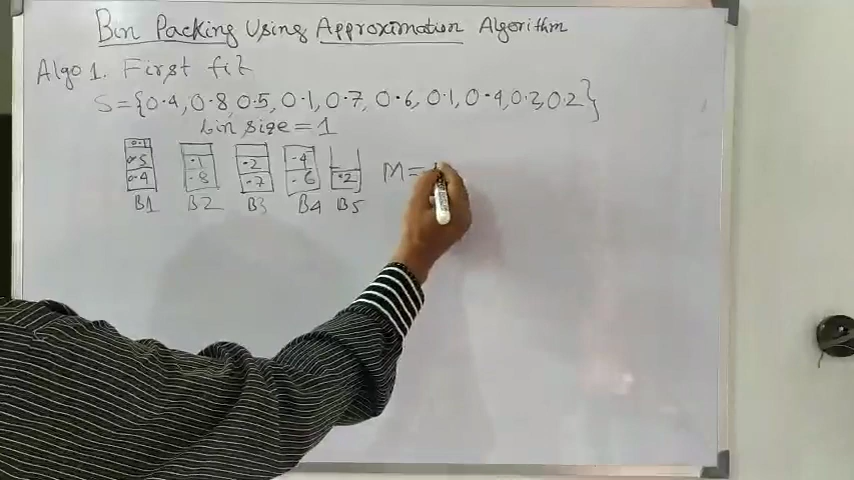 Bin Packing Using Approximation Algorithm
Algo 1. First fit
S={0.4, 0.8, 0.5, 0.1, 0.7, 0.6, 0.1, 0.4, 0.2, 0.2}
bin size = 1
0.1
0.5 .1 .2 .4
0.4 .8 .7 .6 .2
B1 B2 B3 B4 B5
M=